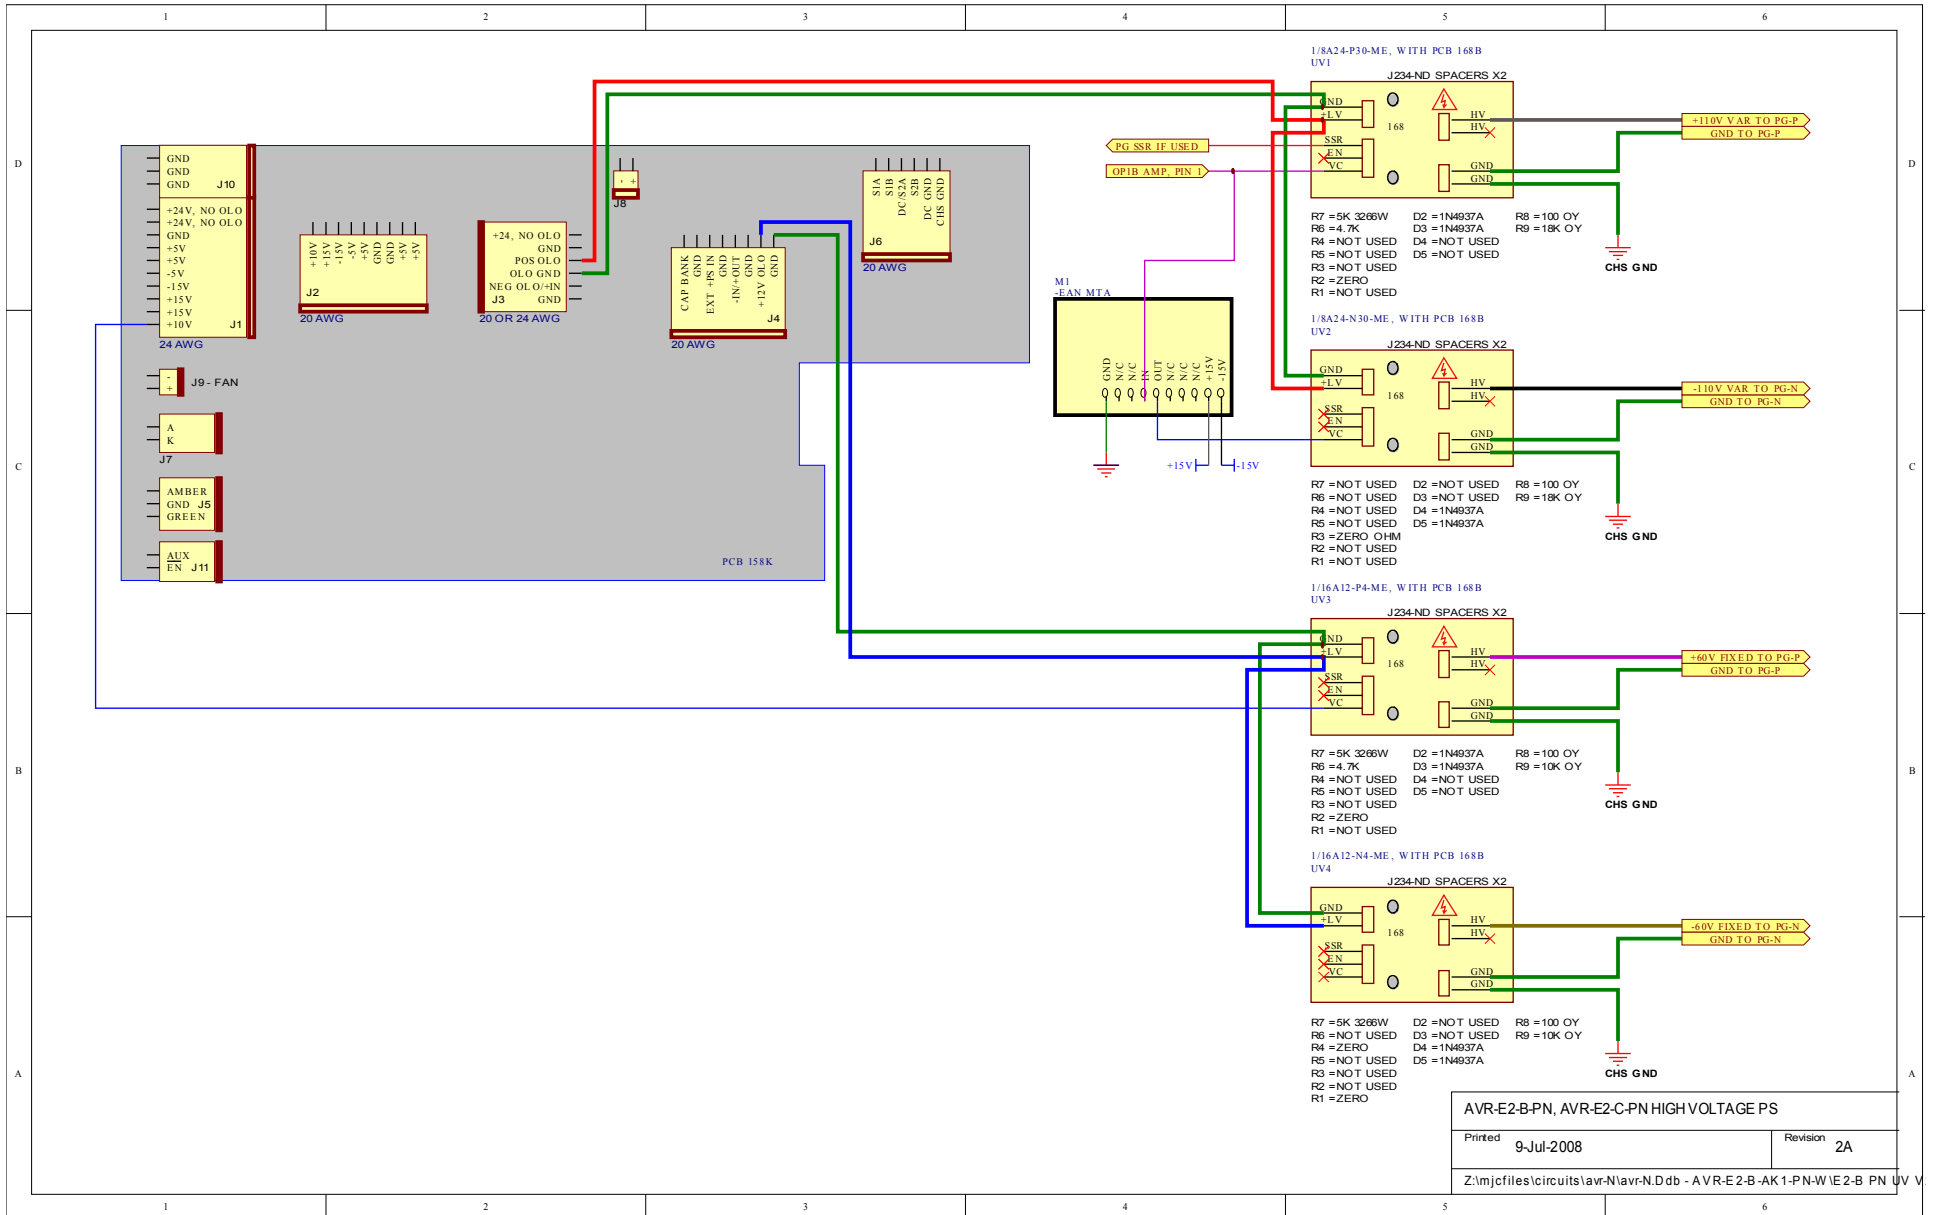 1 2 3 4 5 6
D
C
B
A
D
C
B
A
GND
GND
GND
J10
+24V, NO OLO
+24V, NO OLO
GND
+5V
+5V
-5V
-15V
+15V
+15V
+10V
J1
24 AWG
+10V
+15V
-15V
-5V
+5V
GND
GND
+5V
+5V
J2
20 AWG
+24, NO OLO
GND
POS OLO
OLO GND
NEG OLO/+IN
GND
J3
20 OR 24 AWG
-
+
J8
CAP BANK
GND
EXT +PS IN
GND
-IN/+OUT
GND
+12V OLO
GND
J4
20 AWG
S1A
S1B
DC/S2A
S2B
DC GND
CHS GND
J6
20 AWG
-
+
J9 - FAN
A
K
J7
AMBER
GND J5
GREEN
AUX
EN J11
PCB 158K
PG SSR IF USED
OP1B AMP, PIN 1
M1
-EAN MTA
GND
N/C
N/C
IN
OUT
N/C
N/C
N/C
+15V
-15V
+15V
-15V
1/8A24-P30-ME, WITH PCB 168B
UV1
J234-ND SPACERS X2
GND
+LV
168
SSR
EN
VC
HV
HV
GND
GND
+110V VAR TO PG-P
GND TO PG-P
CHS GND
R7 =5K 3266W D2 =1N4937A R8 =100 OY
R6 =4.7K D3 =1N4937A R9 =18K OY
R4 =NOT USED D4 =NOT USED
R5 =NOT USED D5 =NOT USED
R3 =NOT USED
R2 =ZERO
R1 =NOT USED
1/8A24-N30-ME, WITH PCB 168B
UV2
J234-ND SPACERS X2
GND
+LV
168
SSR
EN
VC
HV
HV
GND
GND
-110V VAR TO PG-N
GND TO PG-N
CHS GND
R7 =NOT USED D2 =NOT USED R8 =100 OY
R6 =NOT USED D3 =NOT USED R9 =18K OY
R4 =NOT USED D4 =1N4937A
R5 =NOT USED D5 =1N4937A
R3 =ZERO OHM
R2 =NOT USED
R1 =NOT USED
1/16A12-P4-ME, WITH PCB 168B
UV3
J234-ND SPACERS X2
GND
+LV
168
SSR
EN
VC
HV
HV
GND
GND
+60V FIXED TO PG-P
GND TO PG-P
CHS GND
R7 =5K 3266W D2 =1N4937A R8 =100 OY
R6 =4.7K D3 =1N4937A R9 =10K OY
R4 =NOT USED D4 =NOT USED
R5 =NOT USED D5 =NOT USED
R3 =NOT USED
R2 =ZERO
R1 =NOT USED
1/16A12-N4-ME, WITH PCB 168B
UV4
J234-ND SPACERS X2
GND
+LV
168
SSR
EN
VC
HV
HV
GND
GND
-60V FIXED TO PG-N
GND TO PG-N
CHS GND
R7 =5K 3266W D2 =NOT USED R8 =100 OY
R6 =NOT USED D3 =NOT USED R9 =10K OY
R4 =ZERO D4 =1N4937A
R5 =NOT USED D5 =1N4937A
R3 =NOT USED
R2 =NOT USED
R1 =ZERO
AVR-E2-B-PN, AVR-E2-C-PN HIGH VOLTAGE PS
Printed 9-Jul-2008 Revision 2A
Z:\mjcfiles\circuits\avr-N\avr-N.Ddb - AVR-E2-B-AK1-PN-W\E2-B PN UV V
1 2 3 4 5 6